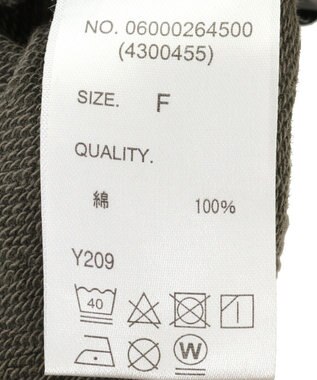 NO. 06000264500
(4300455)
SIZE. F
QUALITY.
綿 100%
Y209
40
W